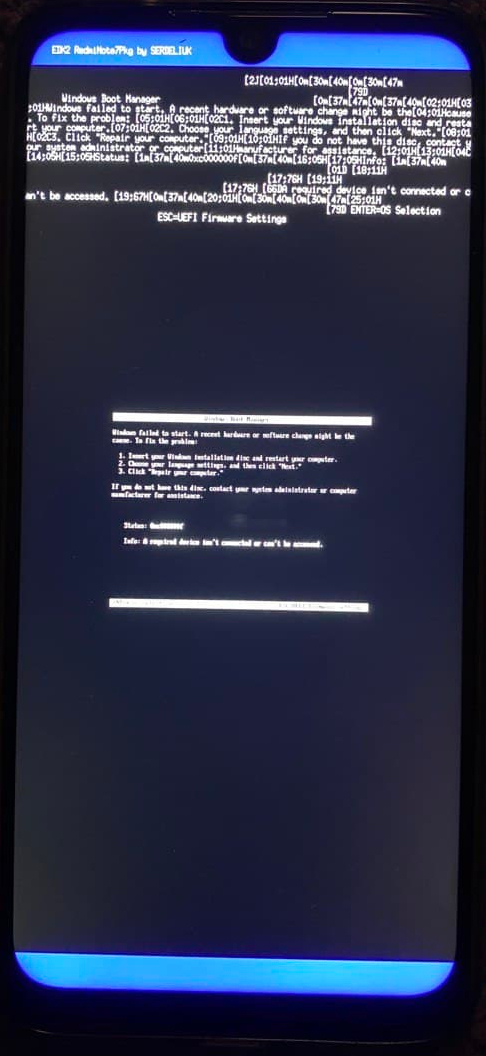 EDK2 RedmiNote7Pkg by SERDELIUK
[2J[01;01H[0m[30m[40m[0m[30m[47m
[79D
Windows Boot Manager [0m[37m[47m[0m[37m[40m[02;01H[03
;01HWindows failed to start. A recent hardware or software change might be the[04;01Hcause
. To fix the problem: [05;01H[06;01H[02C1. Insert your Windows installation disc and resta
rt your computer.[07;01H[02C2. Choose your language settings, and then click "Next."[08;01
H[02C3. Click "Repair your computer."[09;01H[10;01HIf you do not have this disc, contact y
our system administrator or computer[11;01Hmanufacturer for assistance. [12;01H[13;01H[04C
[14;05H[15;05HStatus: [1m[37m[40m0xc000000f[0m[37m[40m[16;05H[17;05HInfo: [1m[37m[40m
[01D [18;11H
[17;76H [19;11H
[17;76H [66DA required device isn't connected or c
an't be accessed. [19;67H[0m[37m[40m[20;01H[0m[30m[40m[0m[30m[47m[25;01H
[79D ENTER=OS Selection
ESC=UEFI Firmware Settings
Windows Boot Manager
Windows failed to start. A recent hardware or software change might be the
cause. To fix the problem:
1. Insert your Windows installation disc and restart your computer.
2. Choose your language settings, and then click "Next."
3. Click "Repair your computer."
If you do not have this disc, contact your system administrator or computer
manufacturer for assistance.
Status: 0xc000000f
Info: A required device isn't connected or can't be accessed.